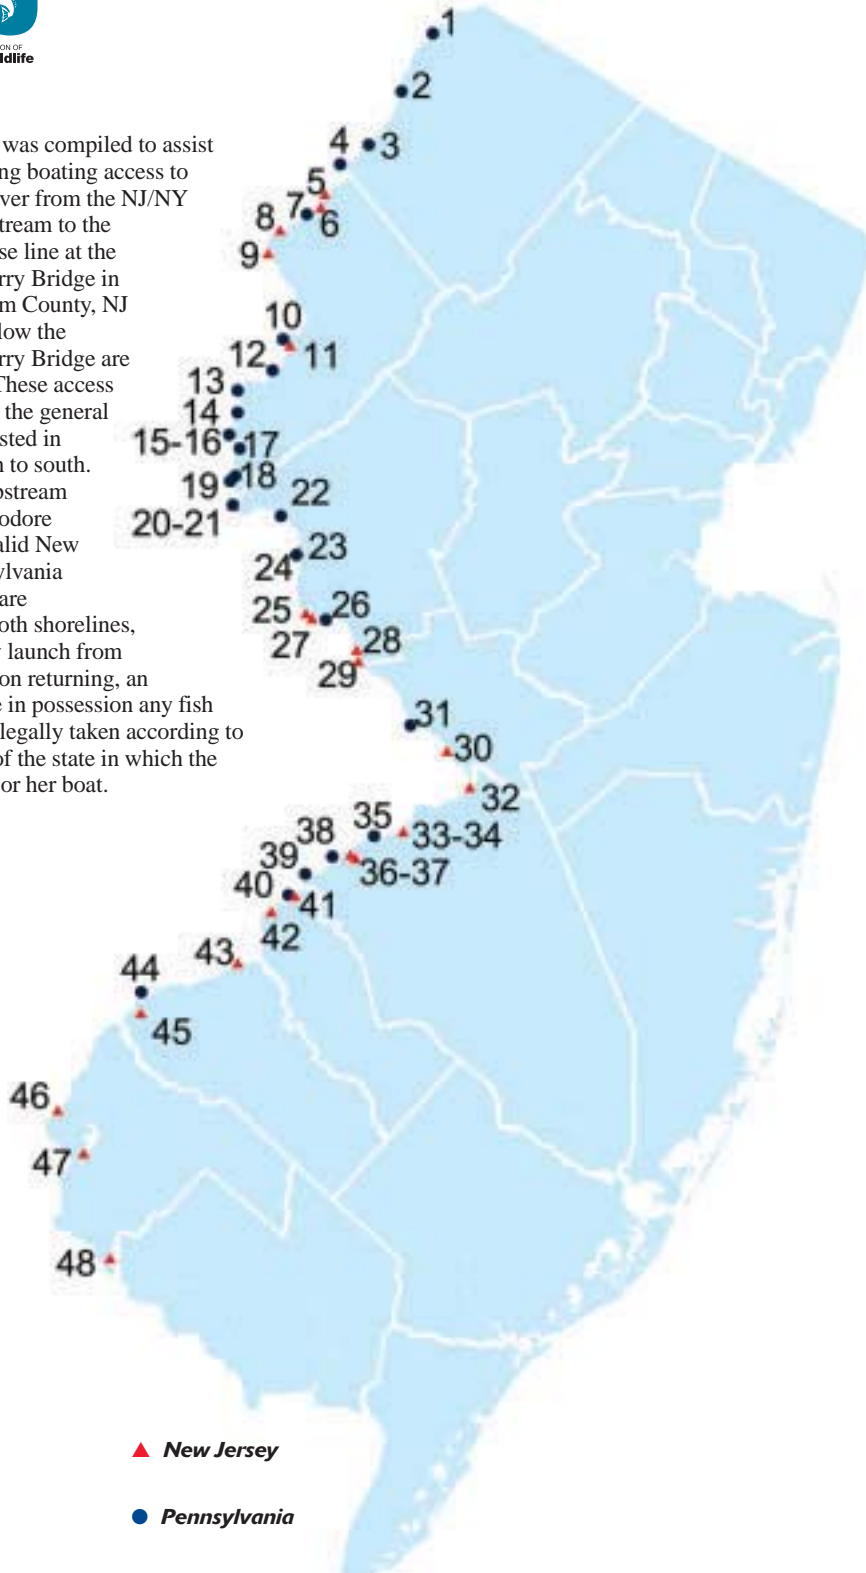 ON OF
ldlife
was compiled to assist
ng boating access to
ver from the NJ/NY
tream to the
se line at the
rry Bridge in
m County, NJ
low the
rry Bridge are
These access
the general
sted in
n to south.
pstream
odore
alid New
ylvania
are
oth shorelines,
launch from
on returning, an
e in possession any fish
legally taken according to
of the state in which the
or her boat.
1
2
3
4
5
6
7
8
9
10
11
12
13
14
15-16
17
18
19
20-21
22
23
24
25
26
27
28
29
31
30
32
33-34
35
36-37
38
39
40
41
42
43
44
45
46
47
48
New Jersey
Pennsylvania